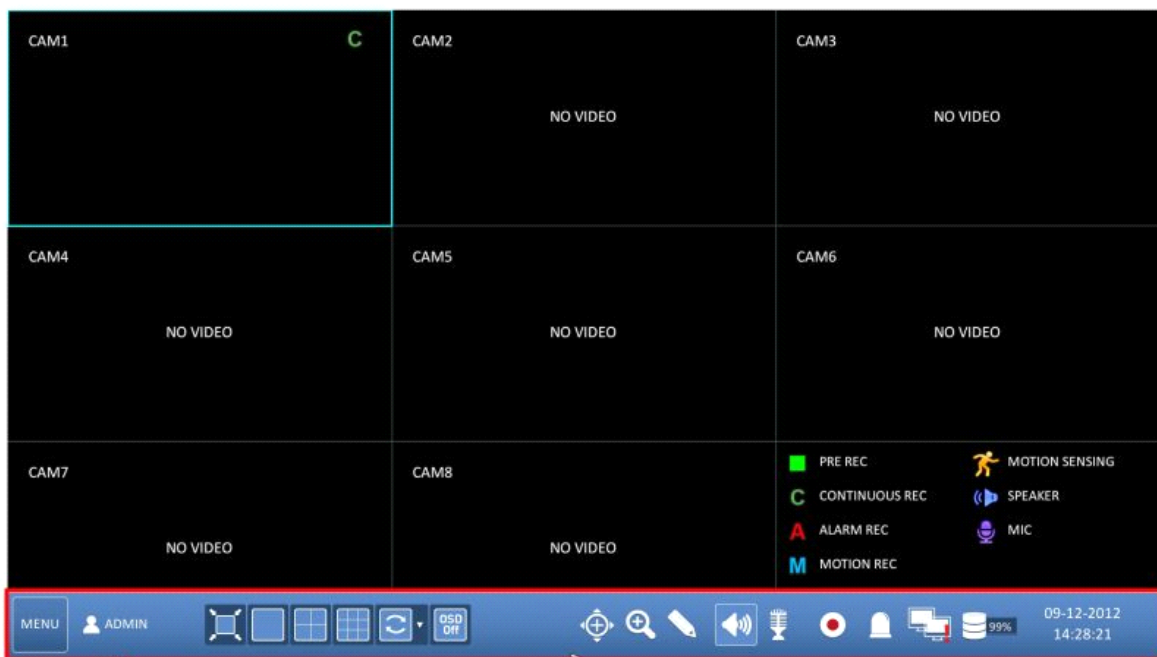 CAM1 C
CAM2
NO VIDEO
CAM3
NO VIDEO
CAM4
NO VIDEO
CAM5
NO VIDEO
CAM6
NO VIDEO
CAM7
NO VIDEO
CAM8
NO VIDEO
PRE REC
C CONTINUOUS REC
A ALARM REC
M MOTION REC
MOTION SENSING
SPEAKER
MIC
MENU
ADMIN
OSD
Off
99%
09-12-2012
14:28:21